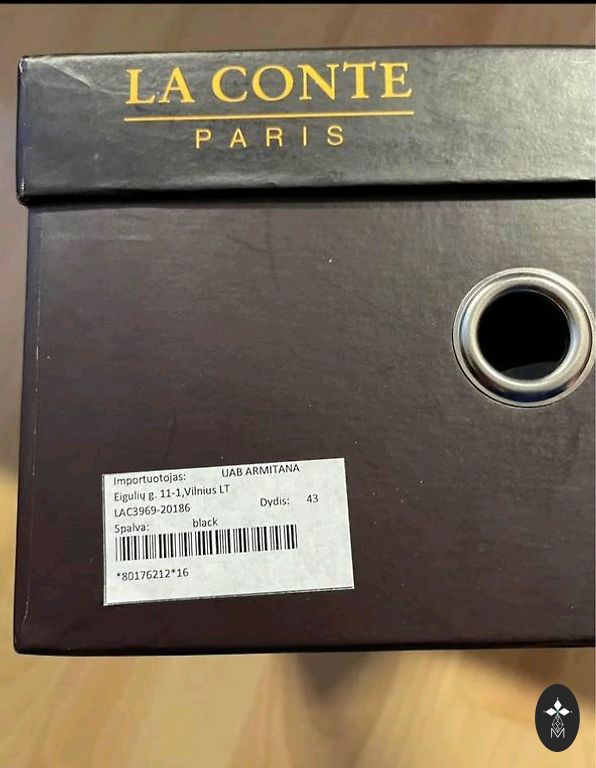 LA CONTE
PARIS
Importuotojas: UAB ARMITANA
Eigulių g. 11-1,Vilnius LT
LAC3969-20186 Dydis: 43
Spalva: black
*80176212*16
M